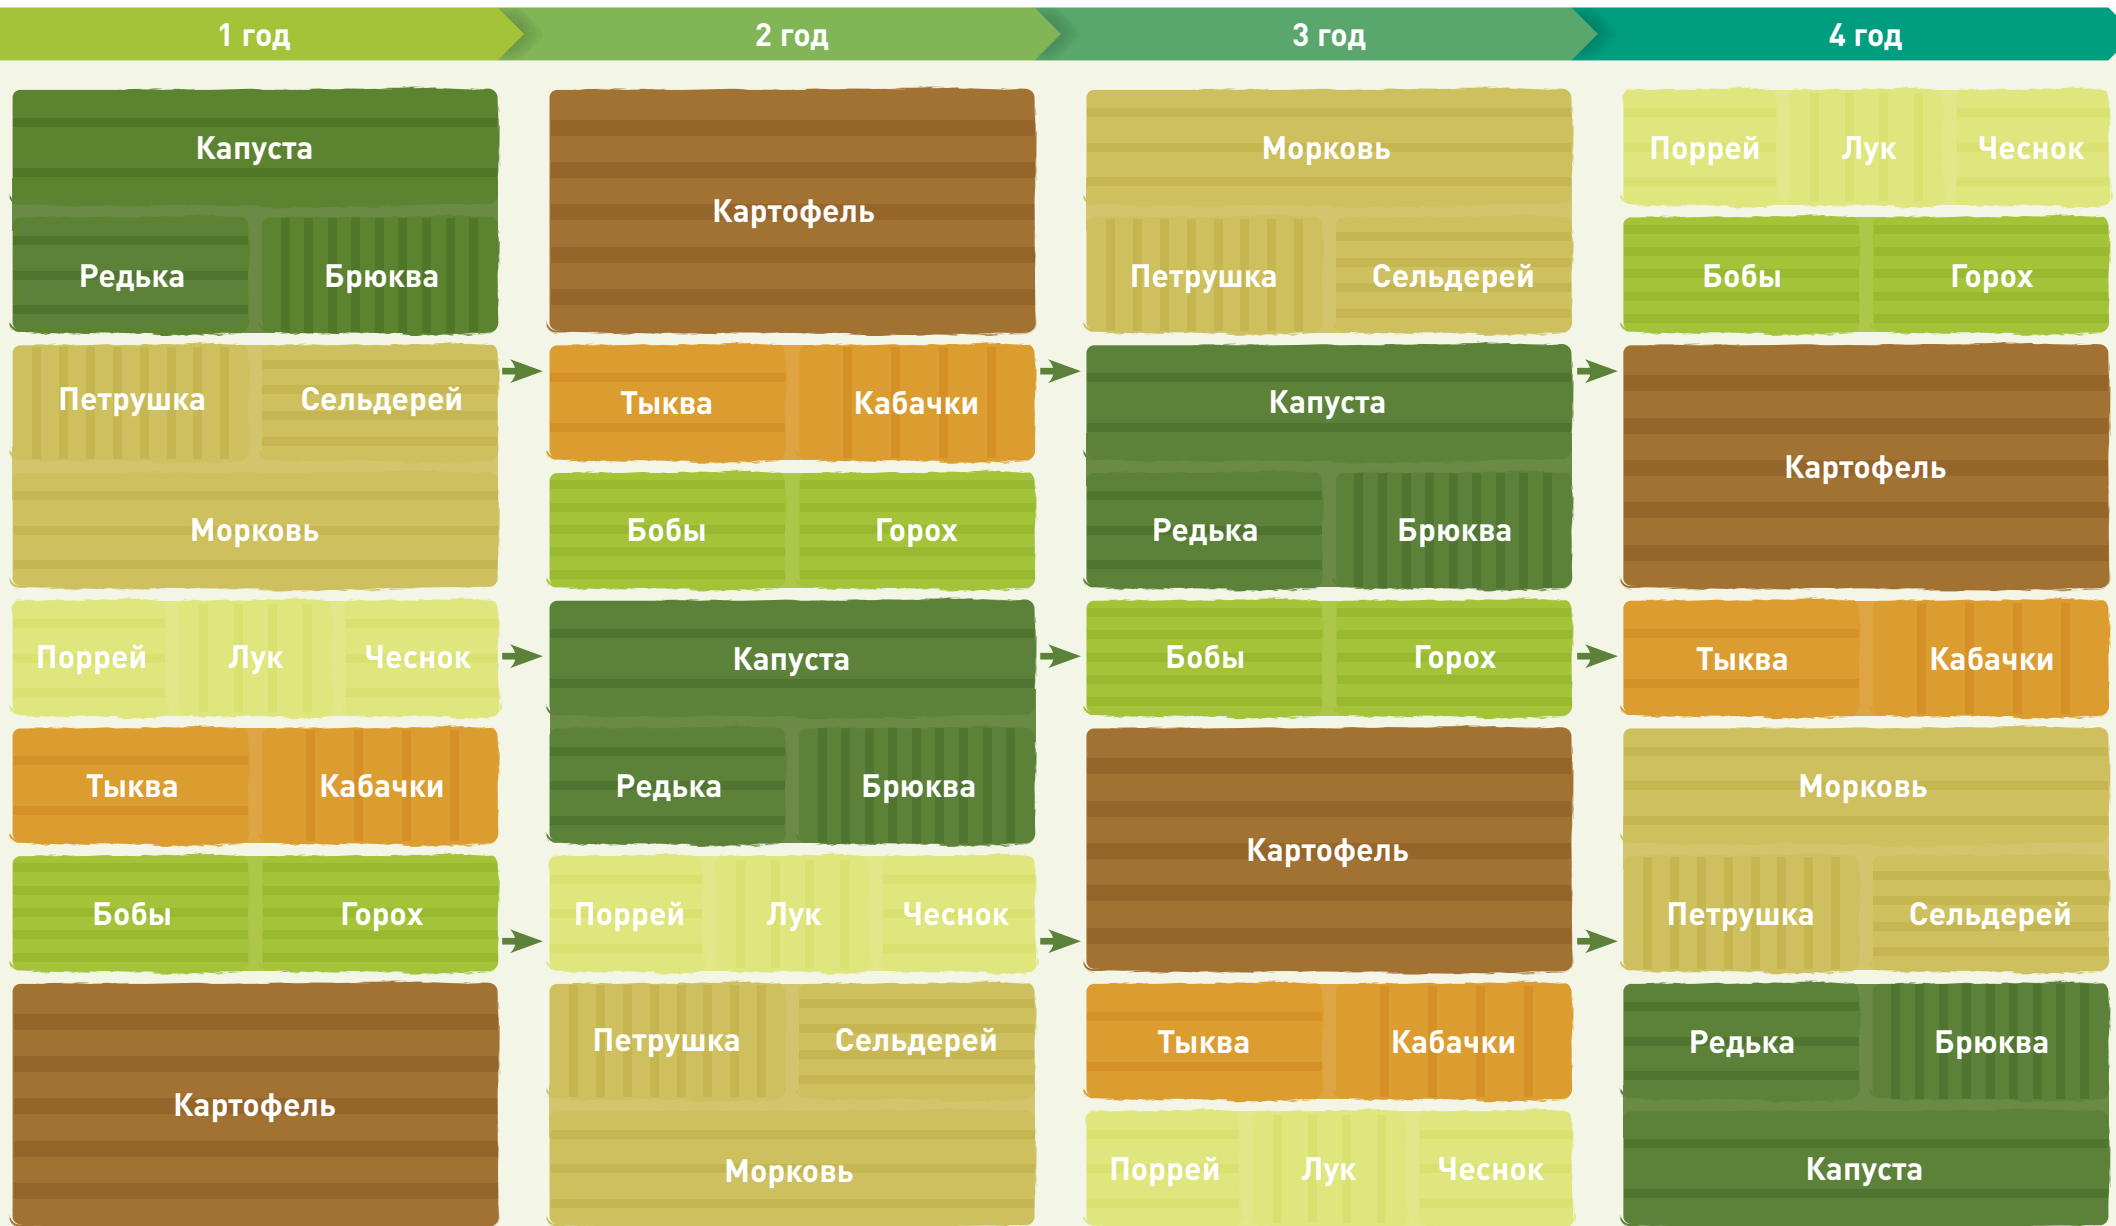 1 год
2 год
3 год
4 год
Капуста
Редька Брюква
Петрушка Сельдерей
Морковь
Поррей Лук Чеснок
Тыква Кабачки
Бобы Горох
Картофель
Картофель
Тыква Кабачки
Бобы Горох
Капуста
Редька Брюква
Поррей Лук Чеснок
Петрушка Сельдерей
Морковь
Морковь
Петрушка Сельдерей
Капуста
Редька Брюква
Бобы Горох
Картофель
Тыква Кабачки
Поррей Лук Чеснок
Поррей Лук Чеснок
Бобы Горох
Картофель
Тыква Кабачки
Морковь
Петрушка Сельдерей
Редька Брюква
Капуста